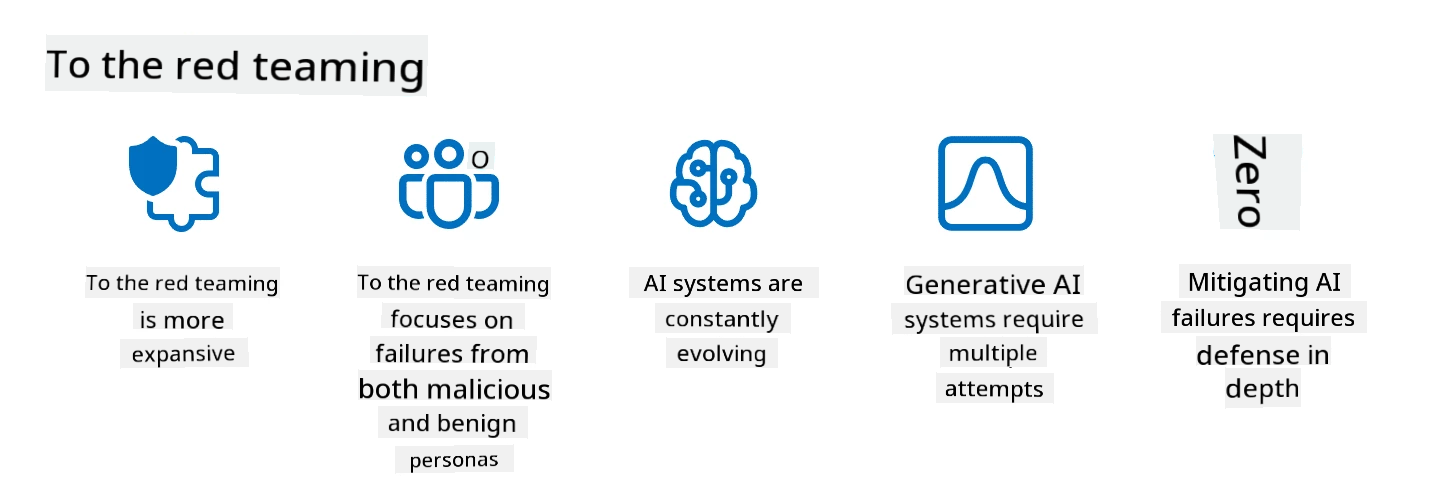 To the red teaming
O
Zero
To the red teaming
is more
expansive
To the red teaming
focuses on
failures from
both malicious
and benign
personas
AI systems are
constantly
evolving
Generative AI
systems require
multiple
attempts
Mitigating AI
failures requires
defense in
depth